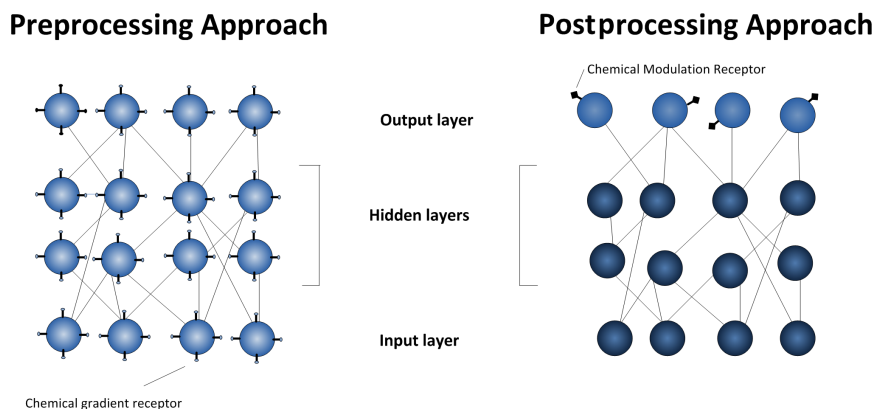 Preprocessing Approach
Postprocessing Approach
Chemical Modulation Receptor
Output layer
Hidden layers
Input layer
Chemical gradient receptor